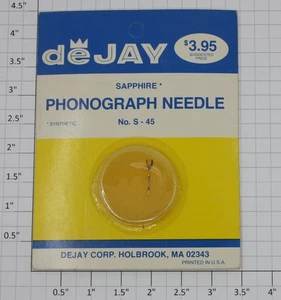 dēJAY
$3.95
SUGGESTED
PRICE
SAPPHIRE *
PHONOGRAPH NEEDLE
* SYNTHETIC
No. S - 45
DEJAY CORP. HOLBROOK, MA 02343
PRINTED IN U.S.A.
.5"
1"
1.5"
2"
2.5"
3"
3.5"
4"
4.5"
5"
0"
.5"
1"
1.5"
2"
2.5"
3"
3.5"
4"